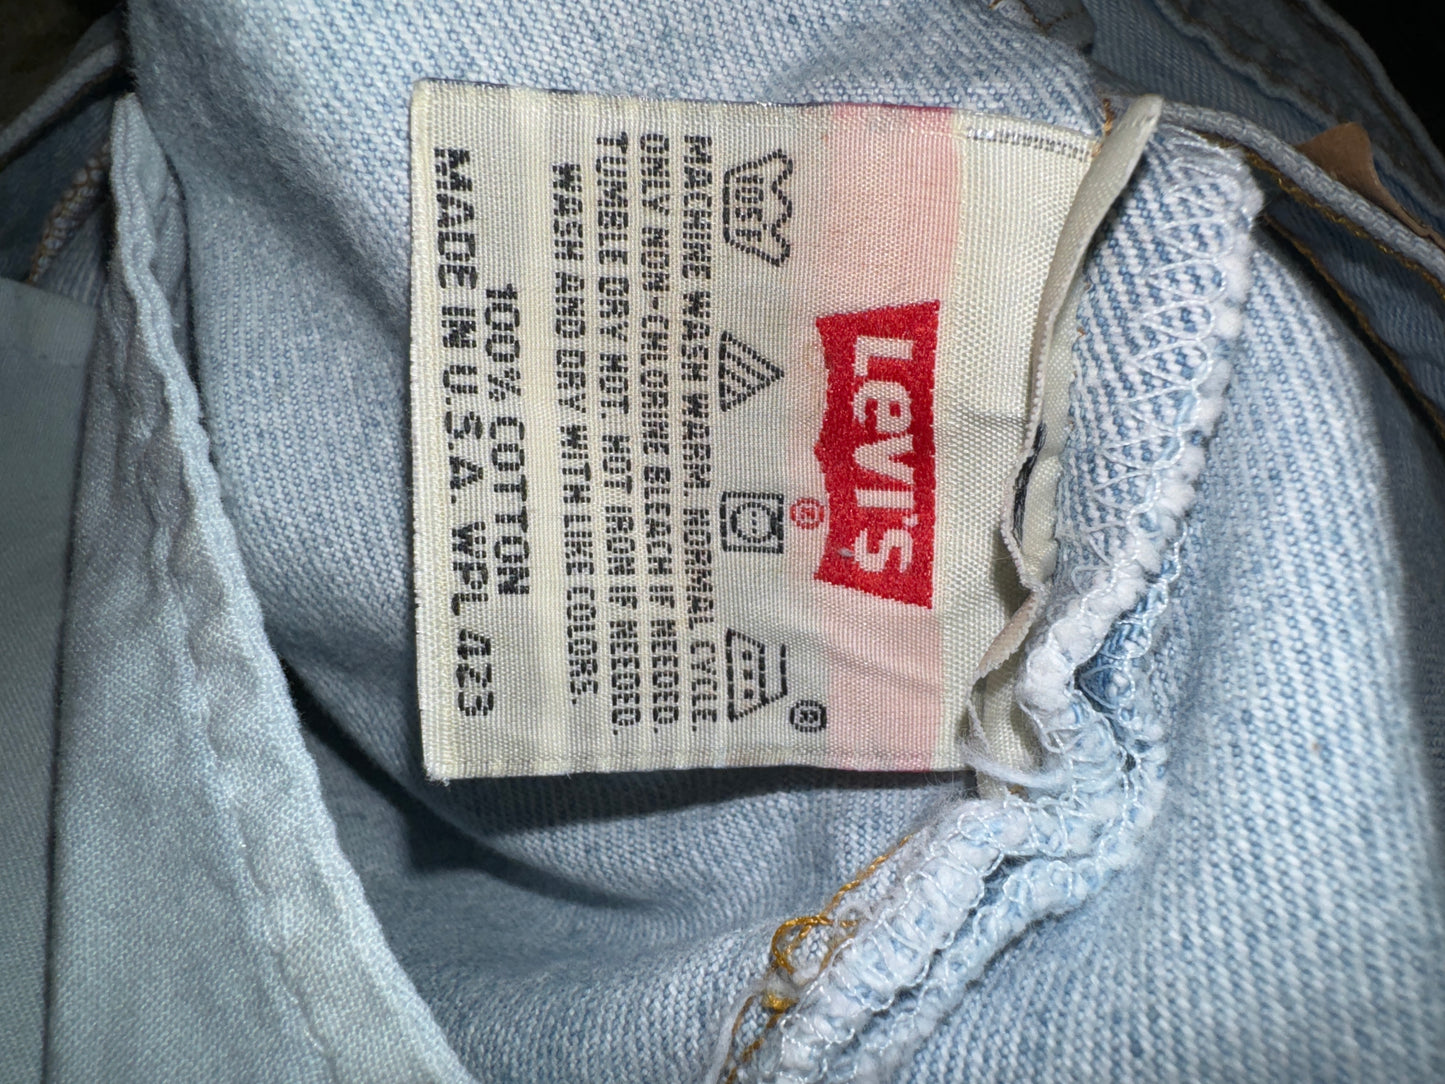 Levi's®
105°
®
MACHINE WASH WARM. NORMAL CYCLE.
ONLY NON-CHLORINE BLEACH IF NEEDED.
TUMBLE DRY HOT. HOT IRON IF NEEDED.
WASH AND DRY WITH LIKE COLORS.
100% COTTON
MADE IN U.S.A. WPL 423